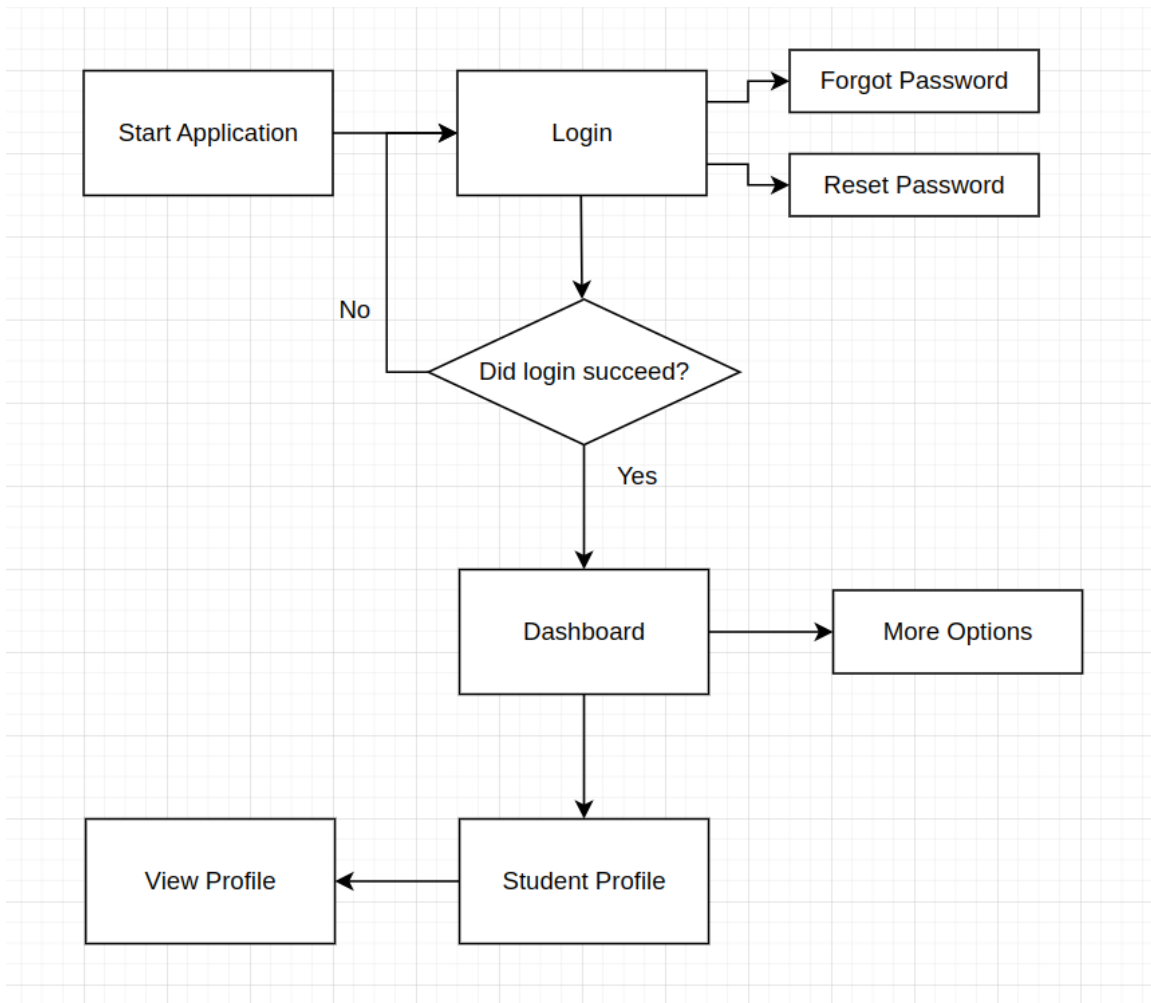 Start Application
Login
Forgot Password
Reset Password
No
Did login succeed?
Yes
Dashboard
More Options
View Profile
Student Profile